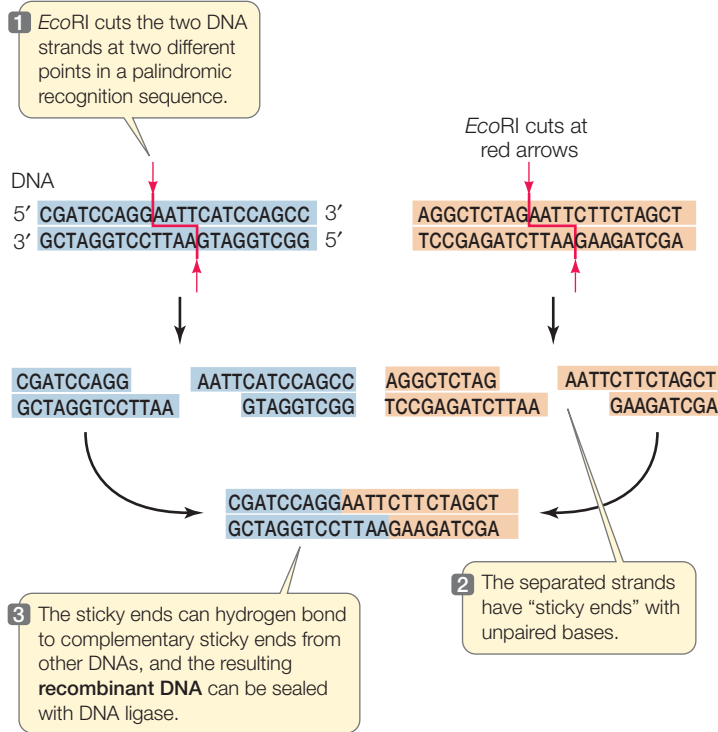 1 EcoRI cuts the two DNA
strands at two different
points in a palindromic
recognition sequence.
EcoRI cuts at
red arrows
DNA
5′ CGATCCAGGAATTCATCCAGCC 3′
3′ GCTAGGTCCTTAAGTAGGTCGG 5′
AGGCTCTAGAATTCTTCTAGCT
TCCGAGATCTTAAGAAGATCGA
CGATCCAGG
GCTAGGTCCTTAA
AATTCATCCAGCC
GTAGGTCGG
AGGCTCTAG
TCCGAGATCTTAA
AATTCTTCTAGCT
GAAGATCGA
CGATCCAGGAATTCTTCTAGCT
GCTAGGTCCTTAAGAAGATCGA
2 The separated strands
have “sticky ends” with
unpaired bases.
3 The sticky ends can hydrogen bond
to complementary sticky ends from
other DNAs, and the resulting
recombinant DNA can be sealed
with DNA ligase.